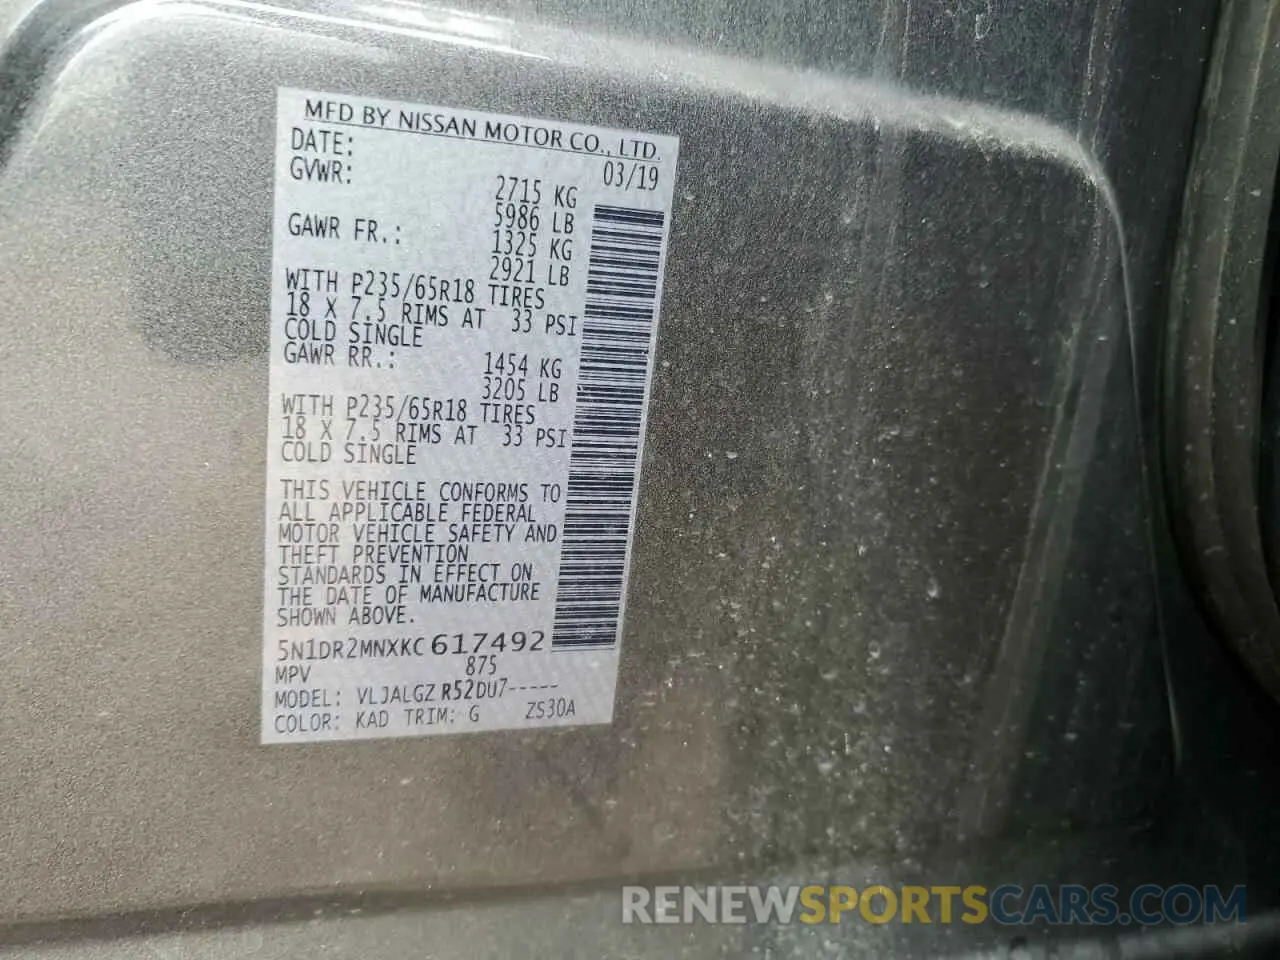 MFD BY NISSAN MOTOR CO., LTD.
DATE: 03/19
GVWR: 2715 KG
5986 LB
GAWR FR.: 1325 KG
2921 LB
WITH P235/65R18 TIRES
18 X 7.5 RIMS AT 33 PSI
COLD SINGLE
GAWR RR.: 1454 KG
3205 LB
WITH P235/65R18 TIRES
18 X 7.5 RIMS AT 33 PSI
COLD SINGLE
THIS VEHICLE CONFORMS TO
ALL APPLICABLE FEDERAL
MOTOR VEHICLE SAFETY AND
THEFT PREVENTION
STANDARDS IN EFFECT ON
THE DATE OF MANUFACTURE
SHOWN ABOVE.
5N1DR2MNXKC617492
MPV 875
MODEL: VLJALGZ R52DU7-----
COLOR: KAD TRIM: G ZS30A
RENEWSPORTSCARS.COM